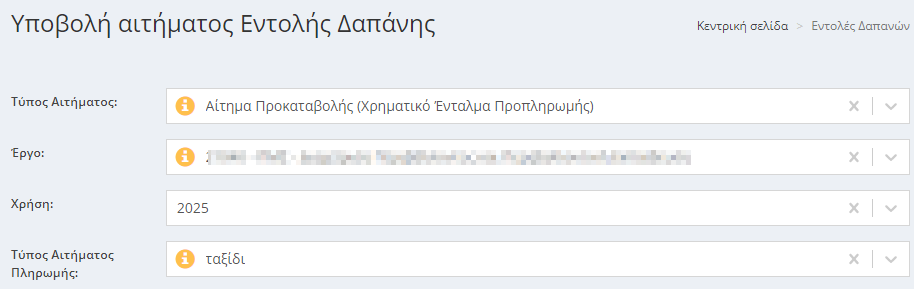 Υποβολή αιτήματος Εντολής Δαπάνης
Κεντρική σελίδα > Εντολές Δαπανών
Τύπος Αιτήματος:
Αίτημα Προκαταβολής (Χρηματικό Ένταλμα Προπληρωμής)
Έργο:
Χρήση:
2025
Τύπος Αιτήματος
Πληρωμής:
ταξίδι